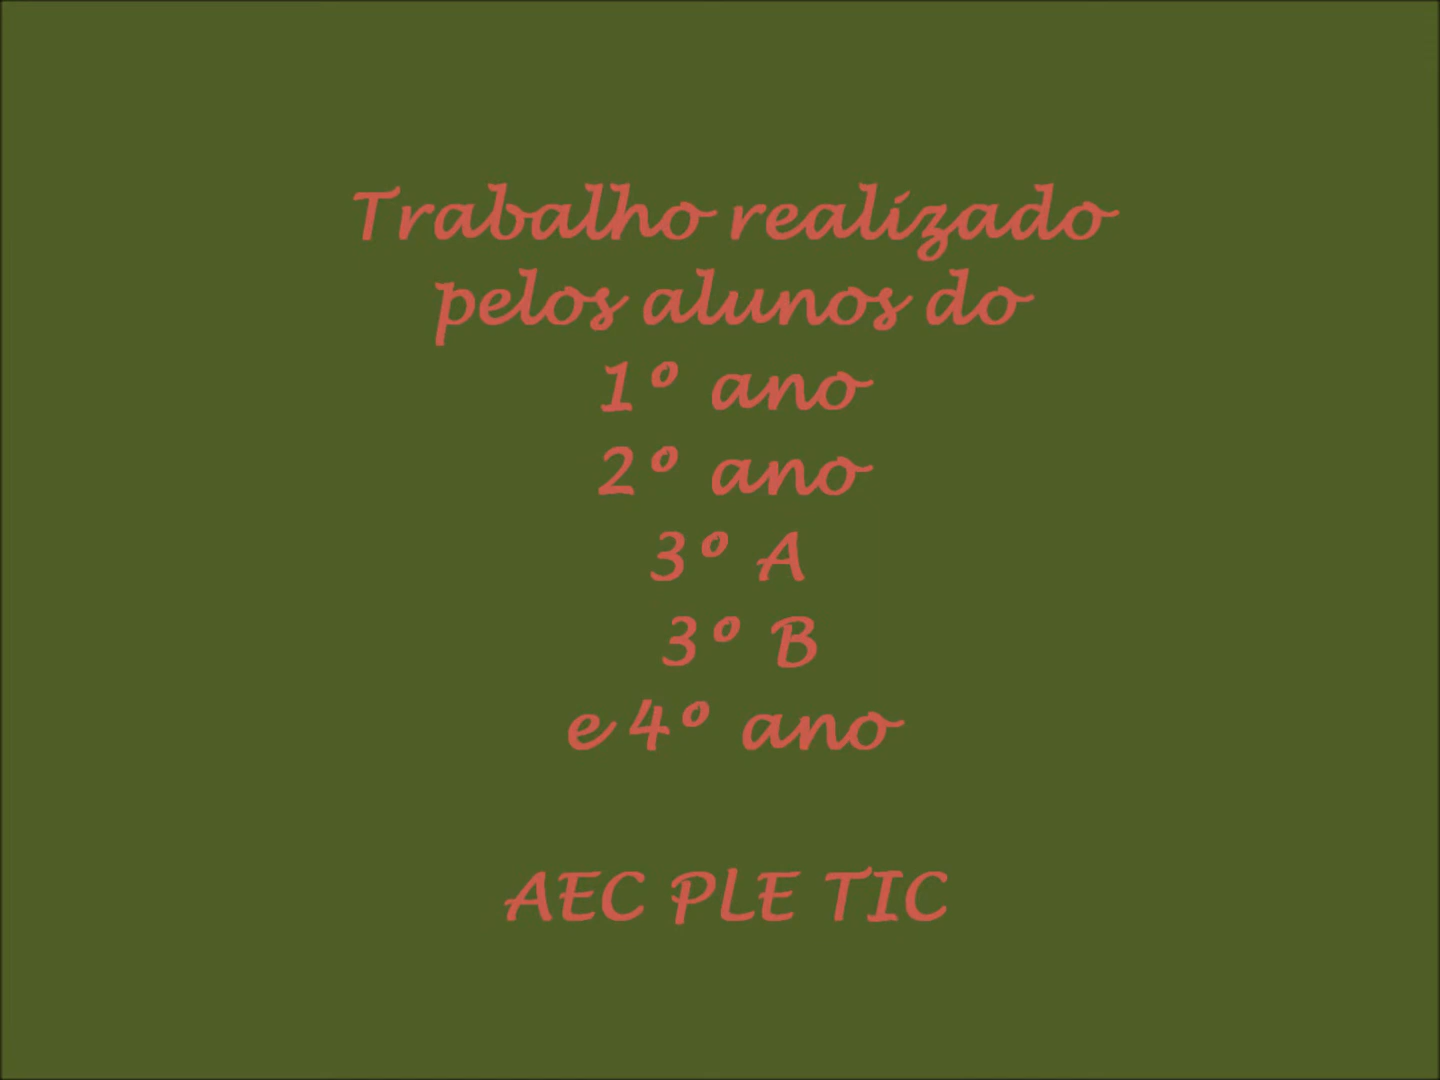 Trabalho realizado
pelos alunos do
1º ano
2º ano
3º A
3º B
e 4º ano
AEC PLE TIC